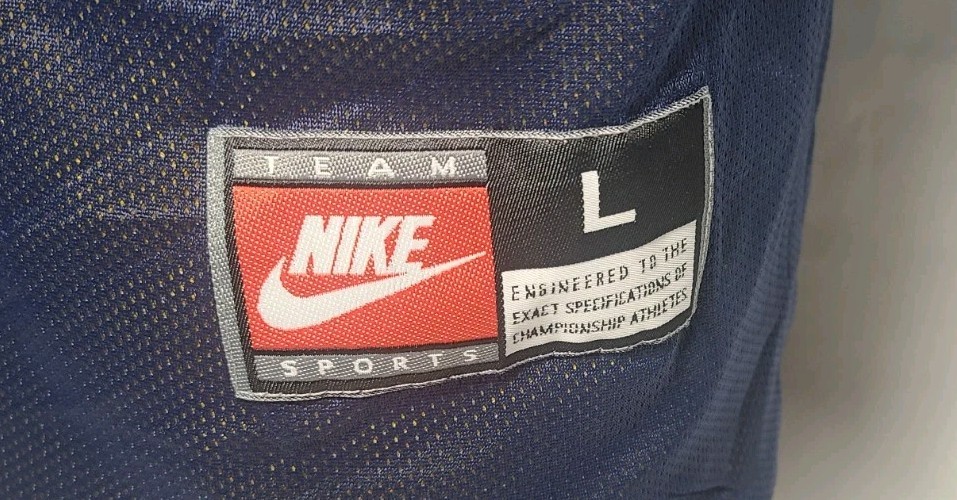 TEAM
NIKE
SPORTS
L
ENGINEERED TO THE
EXACT SPECIFICATIONS OF
CHAMPIONSHIP ATHLETES